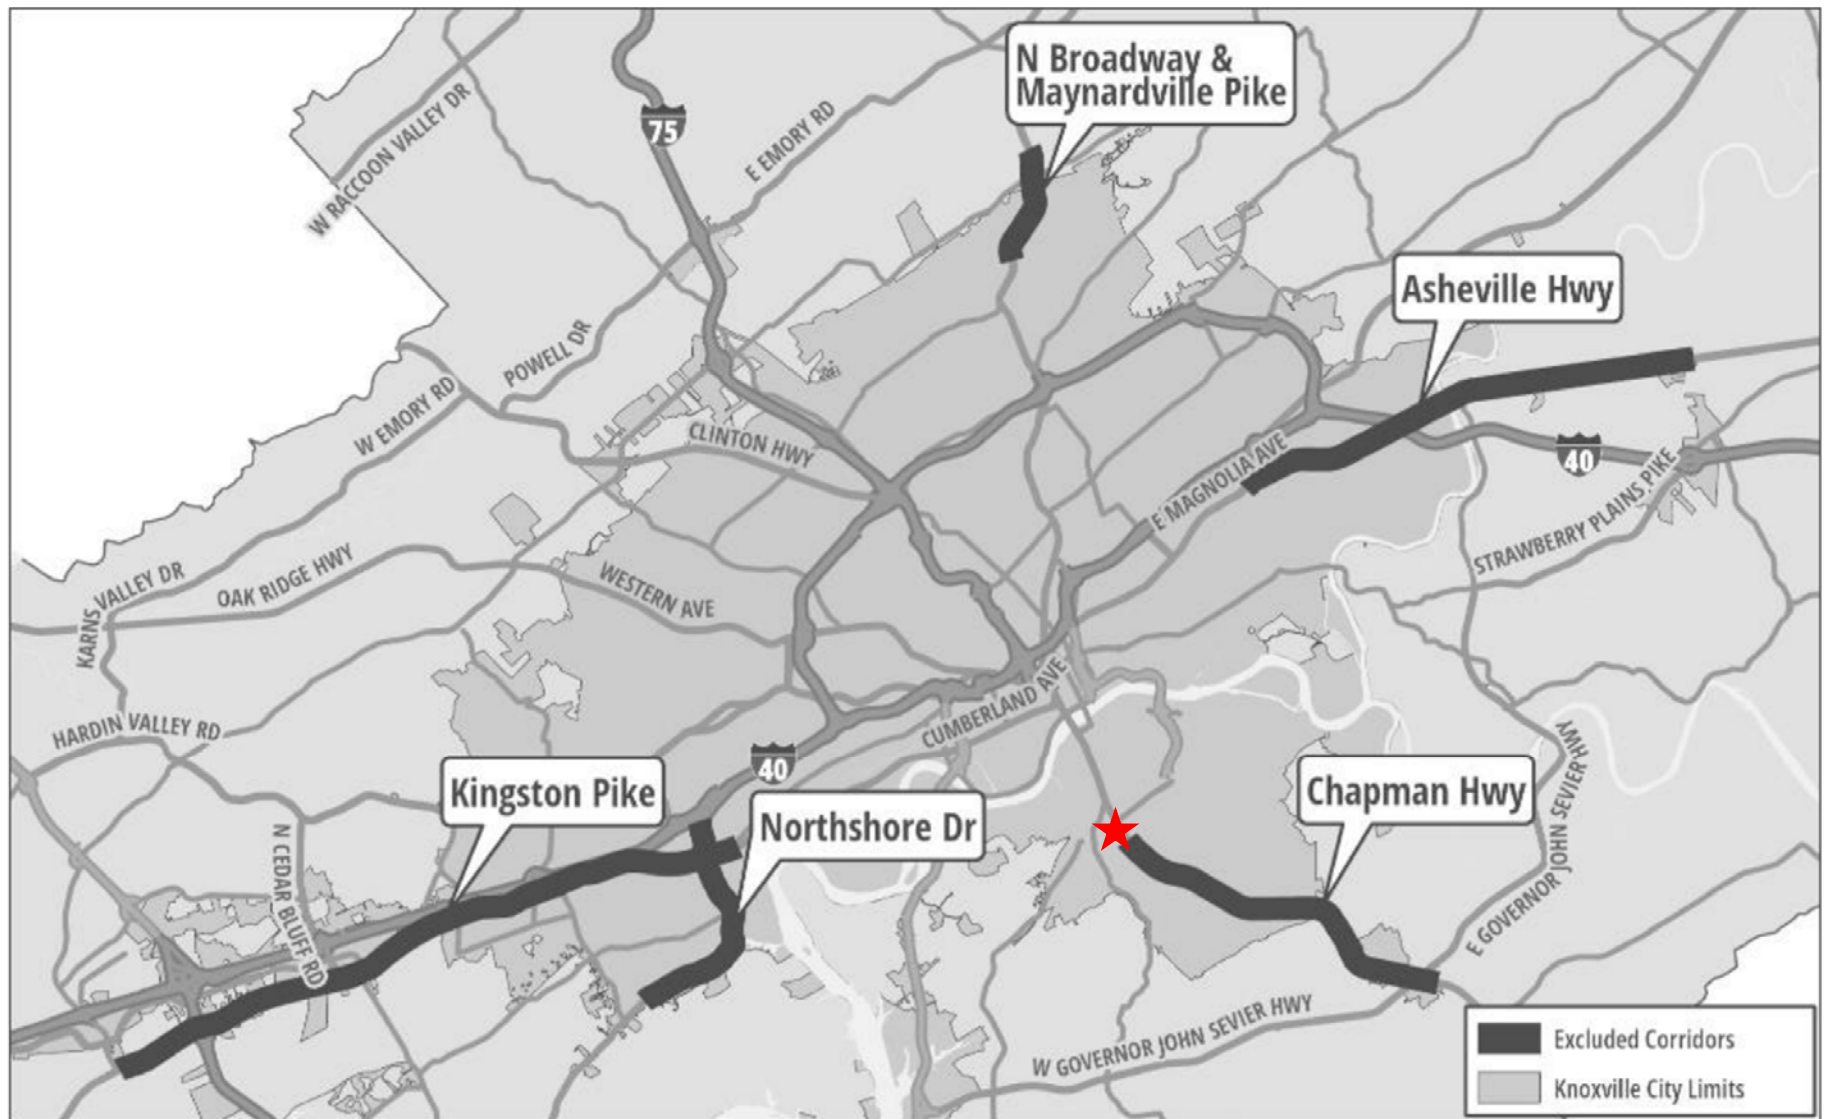 N Broadway &
Maynardville Pike
75
E EMORY RD
W RACCOON VALLEY DR
Asheville Hwy
POWELL DR
W EMORY RD
CLINTON HWY
E MAGNOLIA AVE
40
STRAWBERRY PLAINS PIKE
KARNS VALLEY DR
OAK RIDGE HWY
WESTERN AVE
HARDIN VALLEY RD
CUMBERLAND AVE
40
Kingston Pike
Northshore Dr
Chapman Hwy
N CEDAR BLUFF RD
E GOVERNOR JOHN SEVIER HWY
W GOVERNOR JOHN SEVIER HWY
Excluded Corridors
Knoxville City Limits